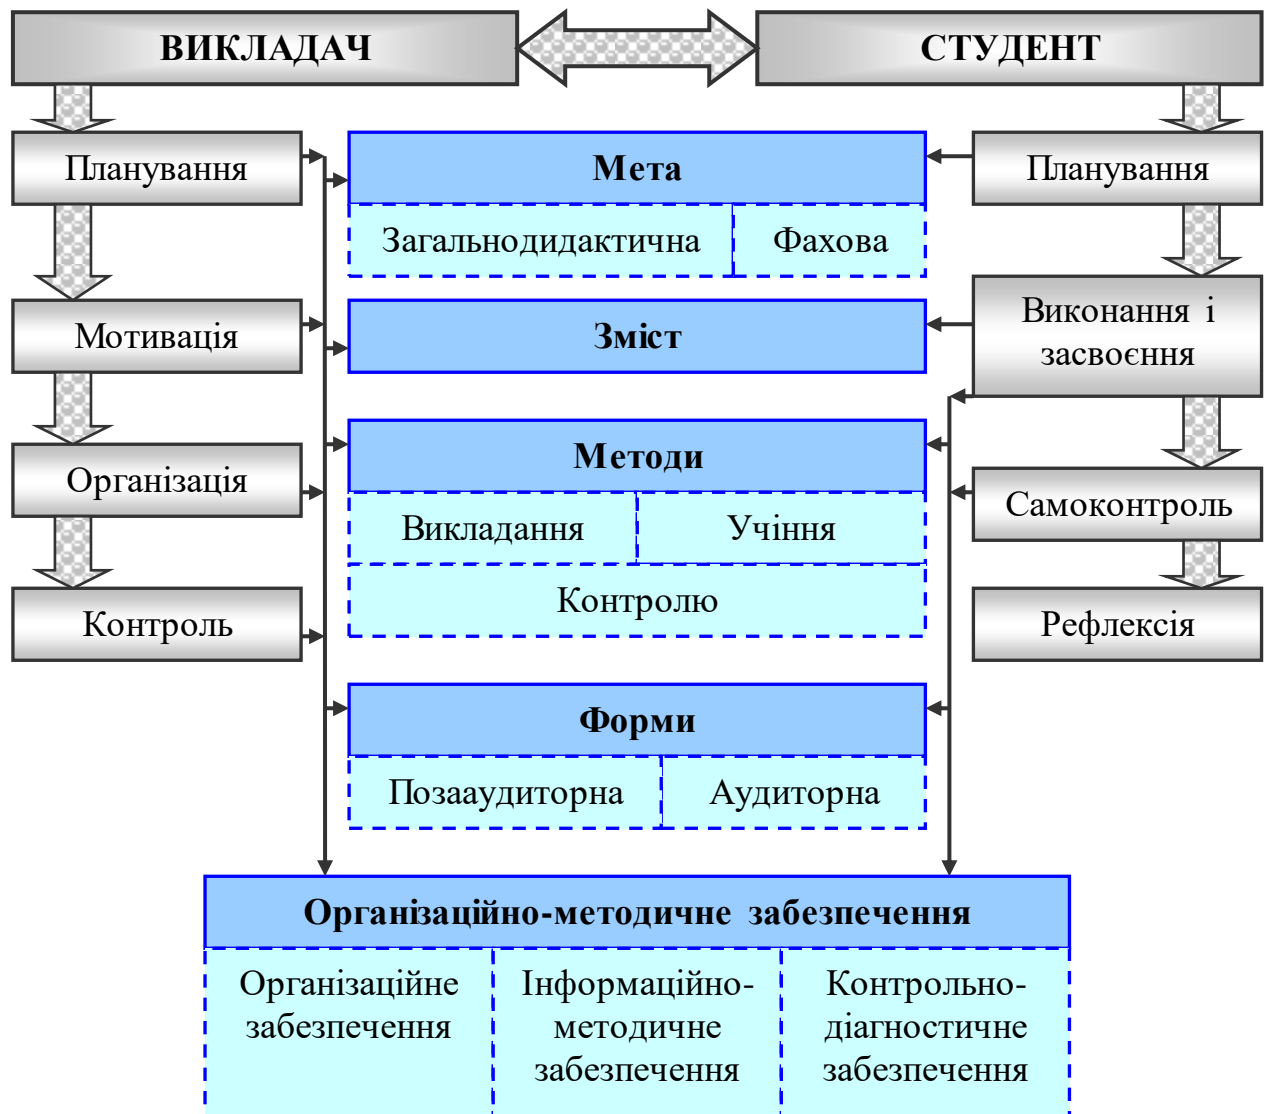 ВИКЛАДАЧ
СТУДЕНТ
Планування
Мета
Планування
Загальнодидактична
Фахова
Мотивація
Зміст
Виконання і
засвоєння
Організація
Методи
Самоконтроль
Викладання
Учіння
Контролю
Контроль
Рефлексія
Форми
Позааудиторна
Аудиторна
Організаційно-методичне забезпечення
Організаційне
забезпечення
Інформаційно-
методичне
забезпечення
Контрольно-
діагностичне
забезпечення